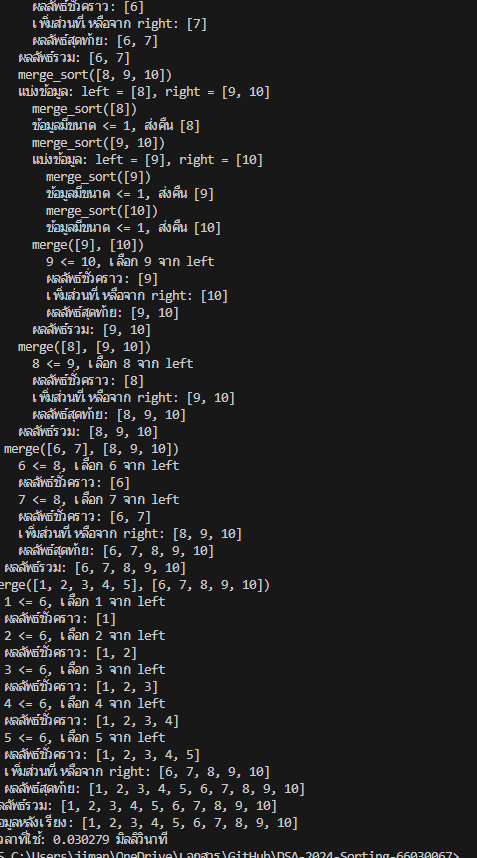 ผลลัพธ์ชั่วคราว: [6]
เพิ่มส่วนที่เหลือจาก right: [7]
ผลลัพธ์สุดท้าย: [6, 7]
ผลลัพธ์รวม: [6, 7]
merge_sort([8, 9, 10])
แบ่งข้อมูล: left = [8], right = [9, 10]
merge_sort([8])
ข้อมูลมีขนาด <= 1, ส่งคืน [8]
merge_sort([9, 10])
แบ่งข้อมูล: left = [9], right = [10]
merge_sort([9])
ข้อมูลมีขนาด <= 1, ส่งคืน [9]
merge_sort([10])
ข้อมูลมีขนาด <= 1, ส่งคืน [10]
merge([9], [10])
9 <= 10, เลือก 9 จาก left
ผลลัพธ์ชั่วคราว: [9]
เพิ่มส่วนที่เหลือจาก right: [10]
ผลลัพธ์สุดท้าย: [9, 10]
ผลลัพธ์รวม: [9, 10]
merge([8], [9, 10])
8 <= 9, เลือก 8 จาก left
ผลลัพธ์ชั่วคราว: [8]
เพิ่มส่วนที่เหลือจาก right: [9, 10]
ผลลัพธ์สุดท้าย: [8, 9, 10]
ผลลัพธ์รวม: [8, 9, 10]
merge([6, 7], [8, 9, 10])
6 <= 8, เลือก 6 จาก left
ผลลัพธ์ชั่วคราว: [6]
7 <= 8, เลือก 7 จาก left
ผลลัพธ์ชั่วคราว: [6, 7]
เพิ่มส่วนที่เหลือจาก right: [8, 9, 10]
ผลลัพธ์สุดท้าย: [6, 7, 8, 9, 10]
ผลลัพธ์รวม: [6, 7, 8, 9, 10]
erge([1, 2, 3, 4, 5], [6, 7, 8, 9, 10])
1 <= 6, เลือก 1 จาก left
ผลลัพธ์ชั่วคราว: [1]
2 <= 6, เลือก 2 จาก left
ผลลัพธ์ชั่วคราว: [1, 2]
3 <= 6, เลือก 3 จาก left
ผลลัพธ์ชั่วคราว: [1, 2, 3]
4 <= 6, เลือก 4 จาก left
ผลลัพธ์ชั่วคราว: [1, 2, 3, 4]
5 <= 6, เลือก 5 จาก left
ผลลัพธ์ชั่วคราว: [1, 2, 3, 4, 5]
เพิ่มส่วนที่เหลือจาก right: [6, 7, 8, 9, 10]
ผลลัพธ์สุดท้าย: [1, 2, 3, 4, 5, 6, 7, 8, 9, 10]
ลลัพธ์รวม: [1, 2, 3, 4, 5, 6, 7, 8, 9, 10]
อมูลหลังเรียง: [1, 2, 3, 4, 5, 6, 7, 8, 9, 10]
วลาที่ใช้: 0.030279 มิลลิวินาที
S C:\Users\jiman\OneDrive\เอกสาร\GitHub\DSA-2024-Sorting-66030067>